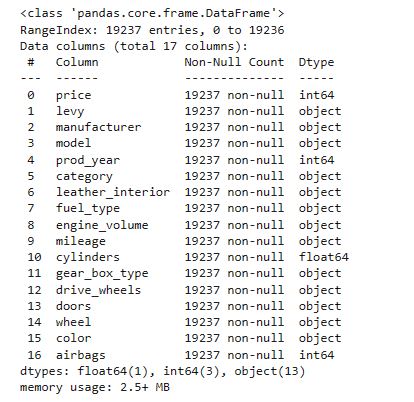 <class 'pandas.core.frame.DataFrame'>
RangeIndex: 19237 entries, 0 to 19236
Data columns (total 17 columns):
 #   Column            Non-Null Count  Dtype
---  ------            --------------  -----
 0   price             19237 non-null  int64
 1   levy              19237 non-null  object
 2   manufacturer      19237 non-null  object
 3   model             19237 non-null  object
 4   prod_year         19237 non-null  int64
 5   category          19237 non-null  object
 6   leather_interior  19237 non-null  object
 7   fuel_type         19237 non-null  object
 8   engine_volume     19237 non-null  object
 9   mileage           19237 non-null  object
 10  cylinders         19237 non-null  float64
 11  gear_box_type     19237 non-null  object
 12  drive_wheels      19237 non-null  object
 13  doors             19237 non-null  object
 14  wheel             19237 non-null  object
 15  color             19237 non-null  object
 16  airbags           19237 non-null  int64
dtypes: float64(1), int64(3), object(13)
memory usage: 2.5+ MB